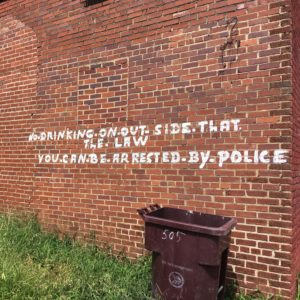 NO.DRINKING.ON.OUT.SIDE.THAT.
THE.LAW
YOU.CAN.BE.ARRESTED.BY.POLICE
505